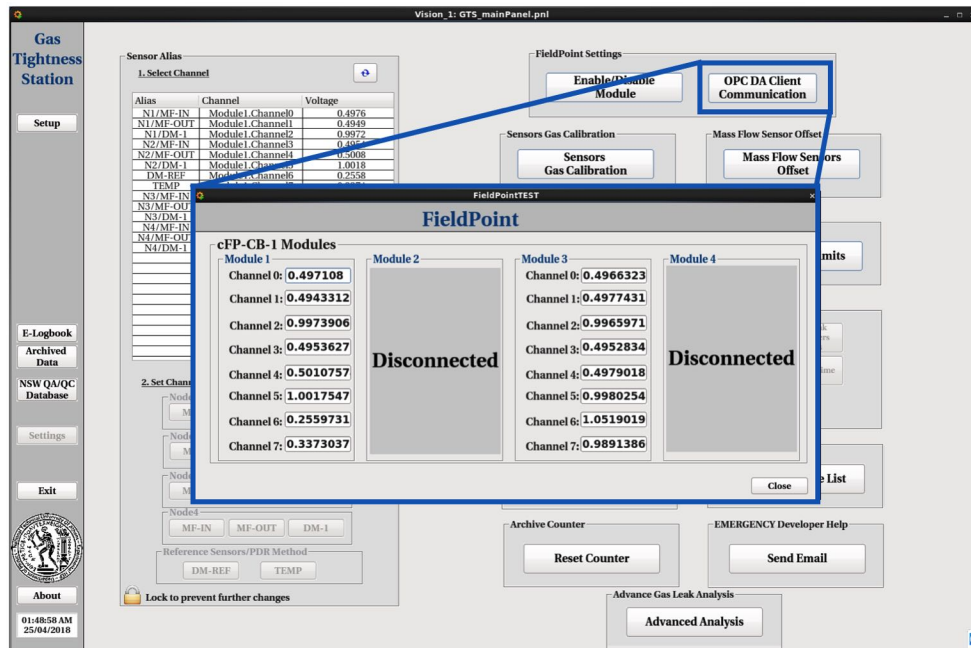 Vision_1: GTS_mainPanel.pnl
Gas
Tightness
Station
Setup
E-Logbook
Archived
Data
NSW QA/QC
Database
Settings
Exit
About
01:48:58 AM
25/04/2018
Sensor Alias
1. Select Channel
Alias Channel Voltage
N1/MF-IN Module1.Channel0 0.4976
N1/MF-OUT Module1.Channel1 0.4949
N1/DM-1 Module1.Channel2 0.9972
N2/MF-IN Module1.Channel3 0.4954
N2/MF-OUT Module1.Channel4 0.5008
N2/DM-1 1.0018
DM-REF Module1.Channel6 0.2558
TEMP
N3/MF-IN
N3/MF-OUT
N3/DM-1
N4/MF-IN
N4/MF-OUT
N4/DM-1
2. Set Chann
Node4
MF-IN MF-OUT DM-1
Reference Sensors/PDR Method
DM-REF TEMP
Lock to prevent further changes
FieldPoint Settings
Enable/Disable
Module
OPC DA Client
Communication
Sensors Gas Calibration
Sensors
Gas Calibration
Mass Flow Sensor Offset
Mass Flow Sensors
Offset
mits
FieldPointTEST
x
FieldPoint
cFP-CB-1 Modules
Module 1
Channel 0: 0.497108
Channel 1: 0.4943312
Channel 2: 0.9973906
Channel 3: 0.4953627
Channel 4: 0.5010757
Channel 5: 1.0017547
Channel 6: 0.2559731
Channel 7: 0.3373037
Module 2
Disconnected
Module 3
Channel 0: 0.4966323
Channel 1: 0.4977431
Channel 2: 0.9965971
Channel 3: 0.4952834
Channel 4: 0.4979018
Channel 5: 0.9980254
Channel 6: 1.0519019
Channel 7: 0.9891386
Module 4
Disconnected
Close
List
Archive Counter
Reset Counter
EMERGENCY Developer Help
Send Email
Advance Gas Leak Analysis
Advanced Analysis